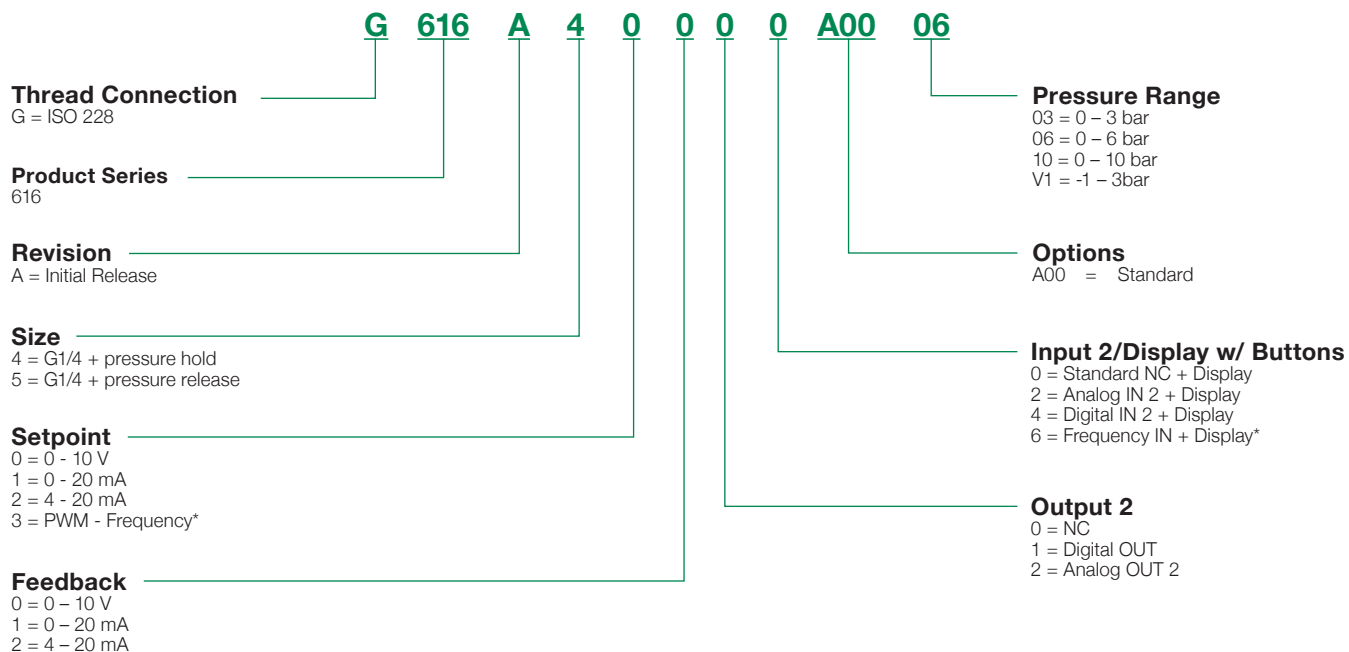 G 616 A 4 0 0 0 0 A00 06
Thread Connection
G = ISO 228
Product Series
616
Revision
A = Initial Release
Size
4 = G1/4 + pressure hold
5 = G1/4 + pressure release
Setpoint
0 = 0 - 10 V
1 = 0 - 20 mA
2 = 4 - 20 mA
3 = PWM - Frequency*
Feedback
0 = 0 – 10 V
1 = 0 – 20 mA
2 = 4 – 20 mA
Pressure Range
03 = 0 – 3 bar
06 = 0 – 6 bar
10 = 0 – 10 bar
V1 = -1 – 3bar
Options
A00 = Standard
Input 2/Display w/ Buttons
0 = Standard NC + Display
2 = Analog IN 2 + Display
4 = Digital IN 2 + Display
6 = Frequency IN + Display*
Output 2
0 = NC
1 = Digital OUT
2 = Analog OUT 2